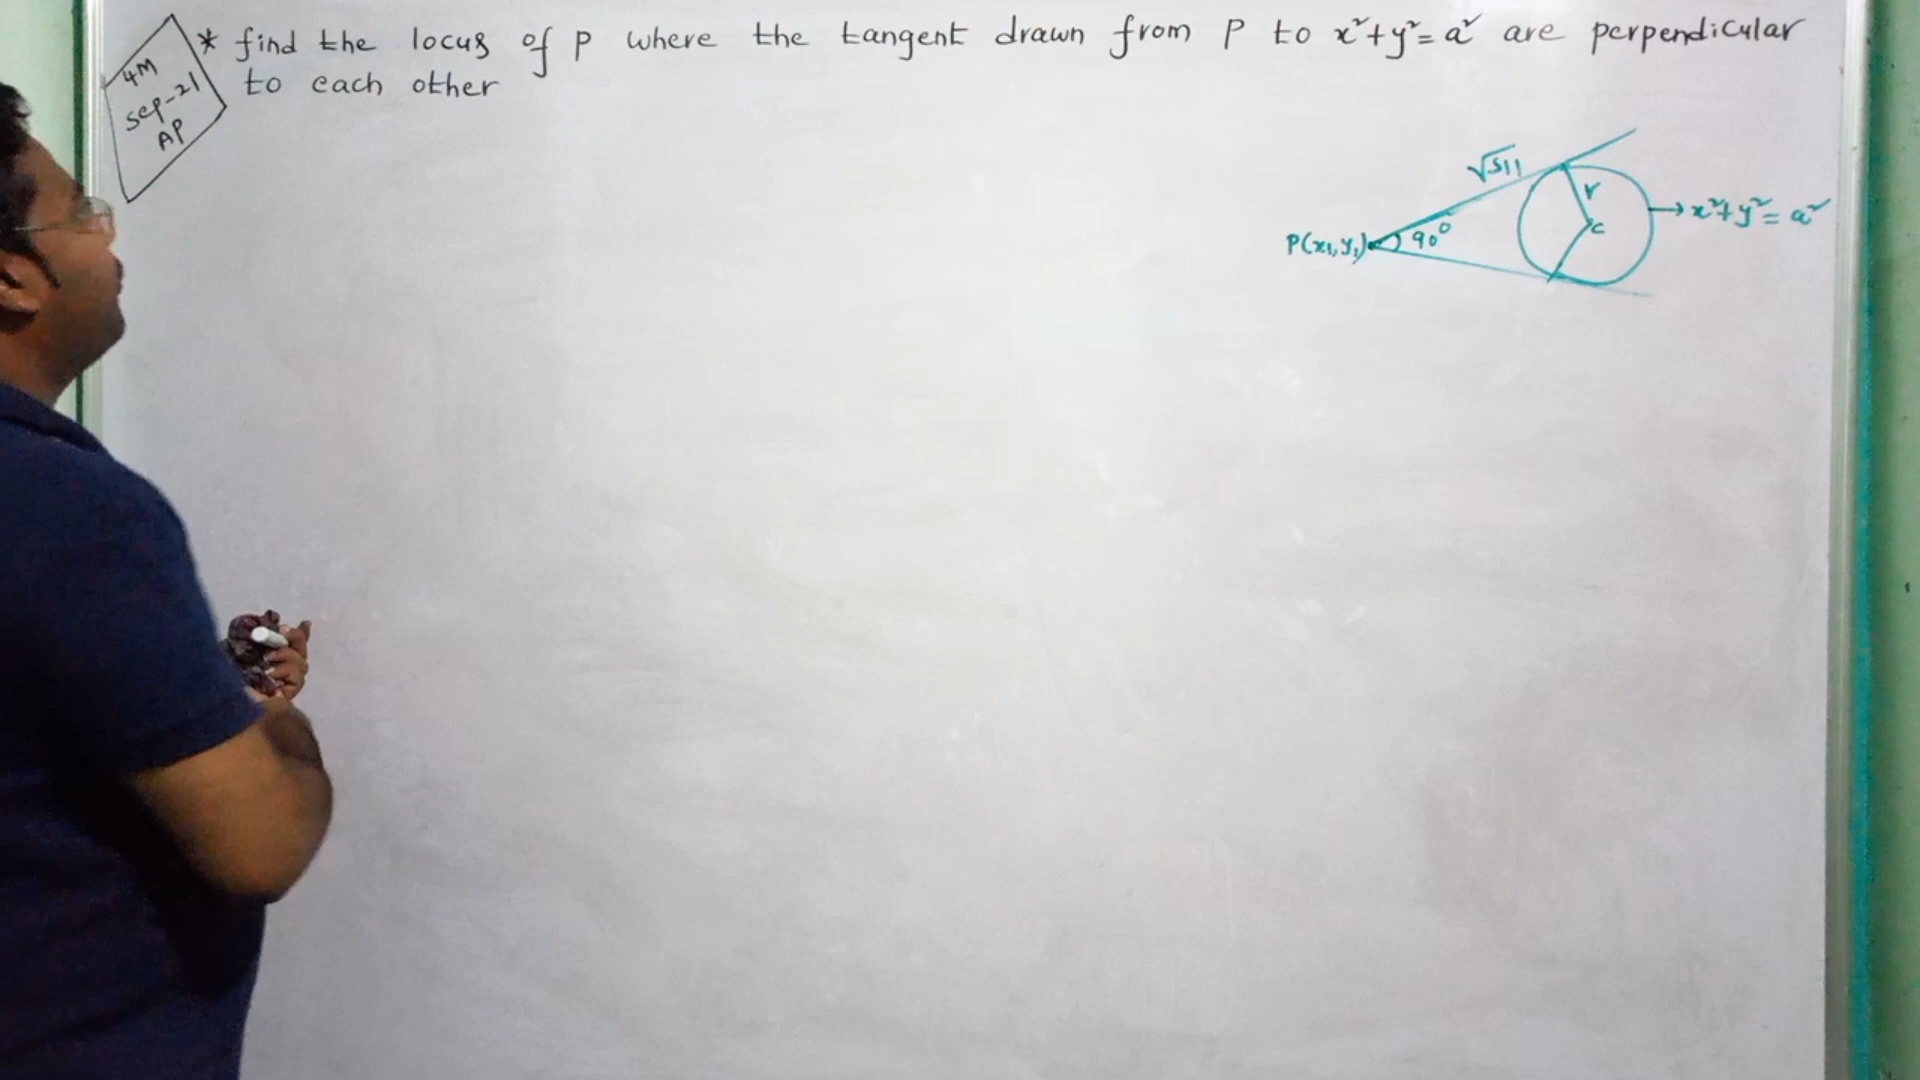 4M
Sep-21
AP
* find the locus of P where the tangent drawn from P to x²+y²=a² are perpendicular
to each other
√S11
r
c
→x²+y²=a²
P(x1,y1)
90°